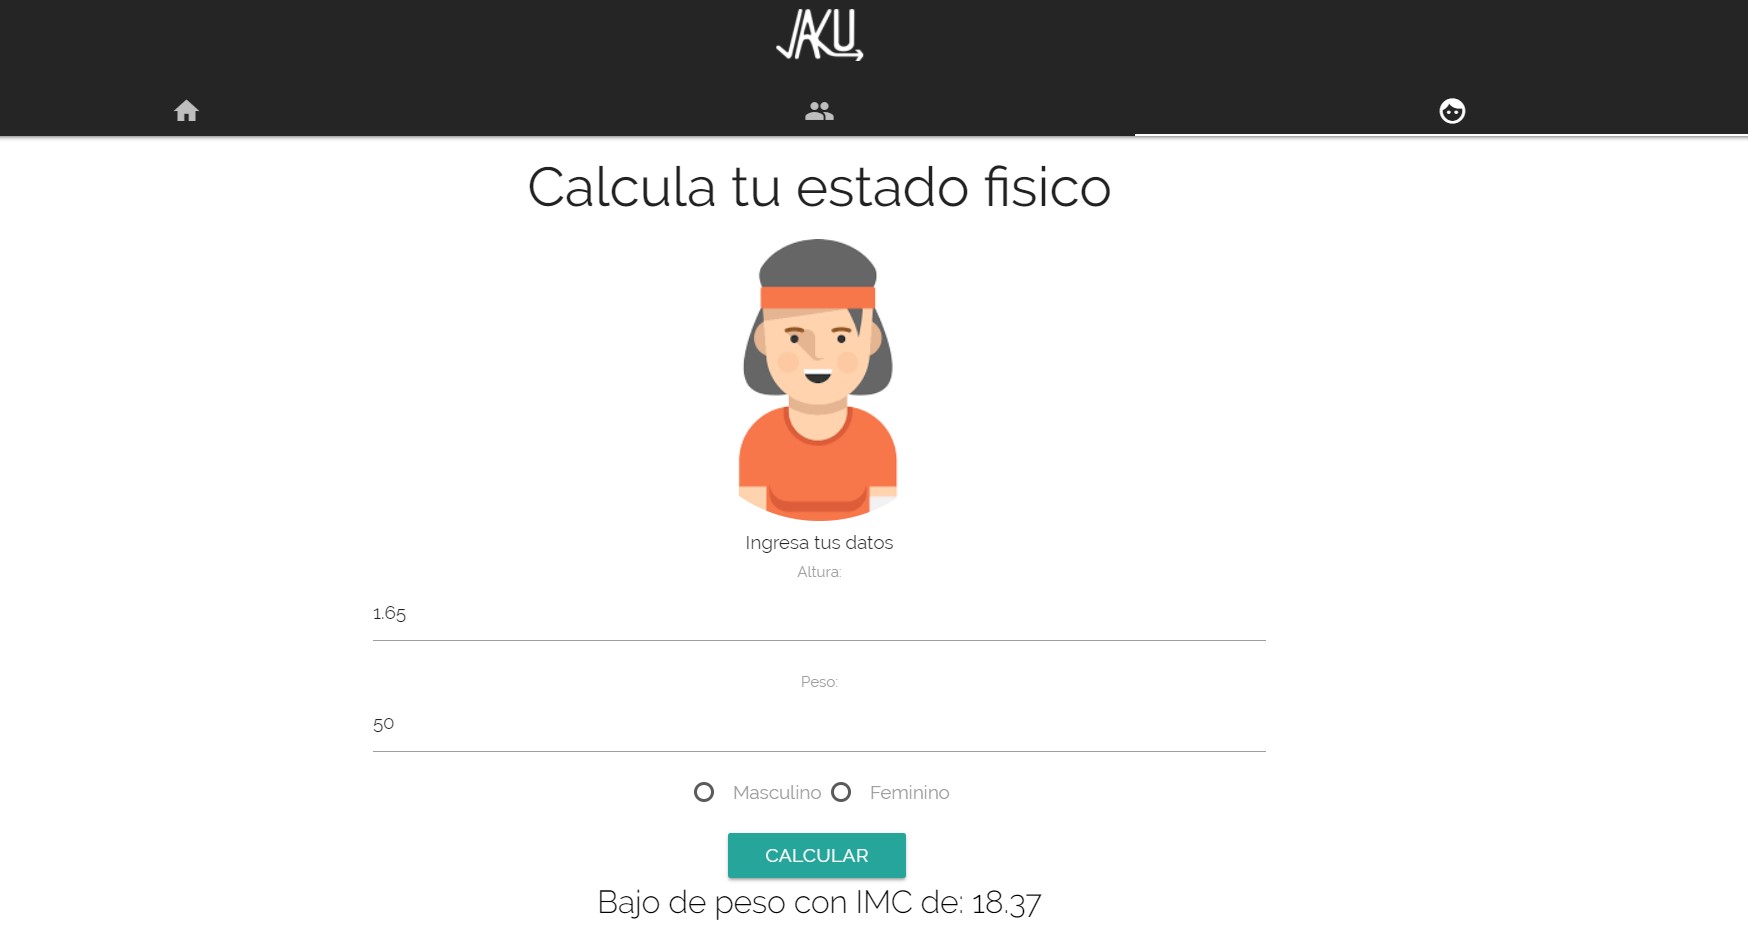 JAKU
Calcula tu estado fisico
Ingresa tus datos
Altura:
1.65
Peso:
50
Masculino Feminino
CALCULAR
Bajo de peso con IMC de: 18.37